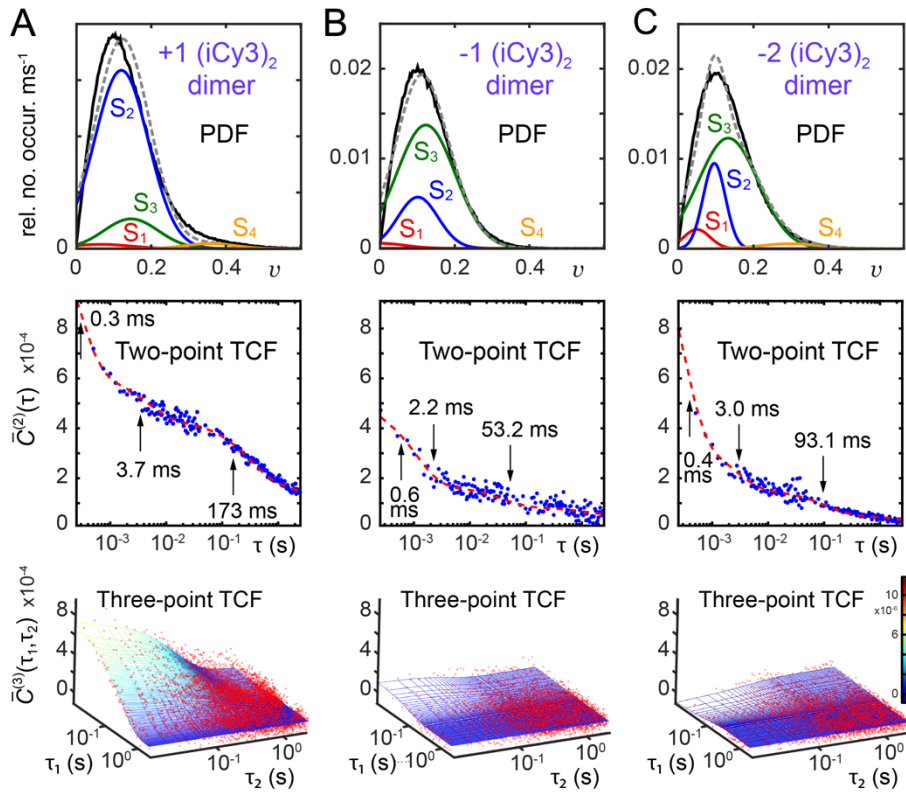 A
B
C
+1 (iCy3)₂
dimer
PDF
S₂
S₃
S₁
S₄
rel. no. occur. ms⁻¹
0
0 0.2 0.4 υ
-1 (iCy3)₂
dimer
PDF
S₃
S₂
S₁
S₄
0.02
0.01
0
0 0.2 0.4 υ
-2 (iCy3)₂
dimer
PDF
S₃
S₂
S₁
S₄
0.02
0.01
0
0 0.2 0.4 υ
C̄⁽²⁾(τ) x10⁻⁴
8
6
4
2
0
0.3 ms
Two-point TCF
3.7 ms
173 ms
10⁻³ 10⁻² 10⁻¹ τ (s)
8
6
4
2
0
Two-point TCF
2.2 ms
53.2 ms
0.6
ms
10⁻³ 10⁻² 10⁻¹ τ (s)
8
6
4
2
0
Two-point TCF
3.0 ms
93.1 ms
0.4
ms
10⁻³ 10⁻² 10⁻¹ τ (s)
C̄⁽³⁾(τ₁,τ₂) x10⁻⁴
Three-point TCF
8
4
0
10⁻¹
10⁰
τ₁ (s)
10⁻¹
10⁰
τ₂ (s)
Three-point TCF
8
4
0
10⁻¹
10⁰
τ₁ (s)
10⁻¹
10⁰
τ₂ (s)
Three-point TCF
8
4
0
10⁻¹
10⁰
τ₁ (s)
10⁻¹
10⁰
τ₂ (s)
10
x10⁻⁶
6
0